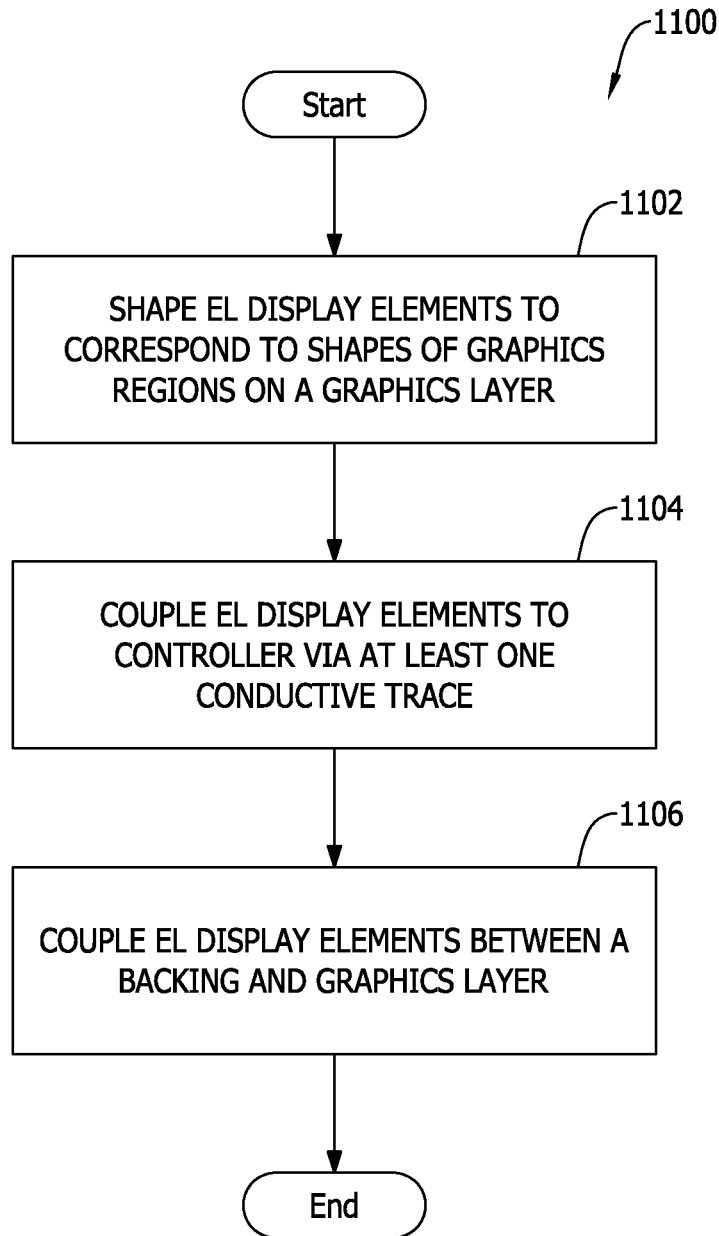 1100
Start
1102
SHAPE EL DISPLAY ELEMENTS TO
CORRESPOND TO SHAPES OF GRAPHICS
REGIONS ON A GRAPHICS LAYER
1104
COUPLE EL DISPLAY ELEMENTS TO
CONTROLLER VIA AT LEAST ONE
CONDUCTIVE TRACE
1106
COUPLE EL DISPLAY ELEMENTS BETWEEN A
BACKING AND GRAPHICS LAYER
End